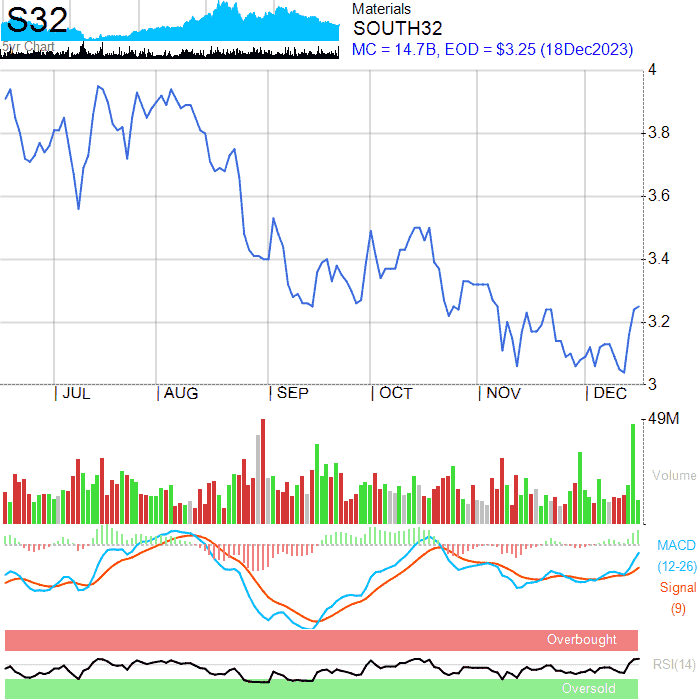 S32
5yr Chart
Materials
SOUTH32
MC = 14.7B, EOD = $3.25 (18Dec2023)
4
3.8
3.6
3.4
3.2
3
JUL AUG SEP OCT NOV DEC
49M
Volume
MACD
(12-26)
Signal
(9)
Overbought
RSI(14)
Oversold